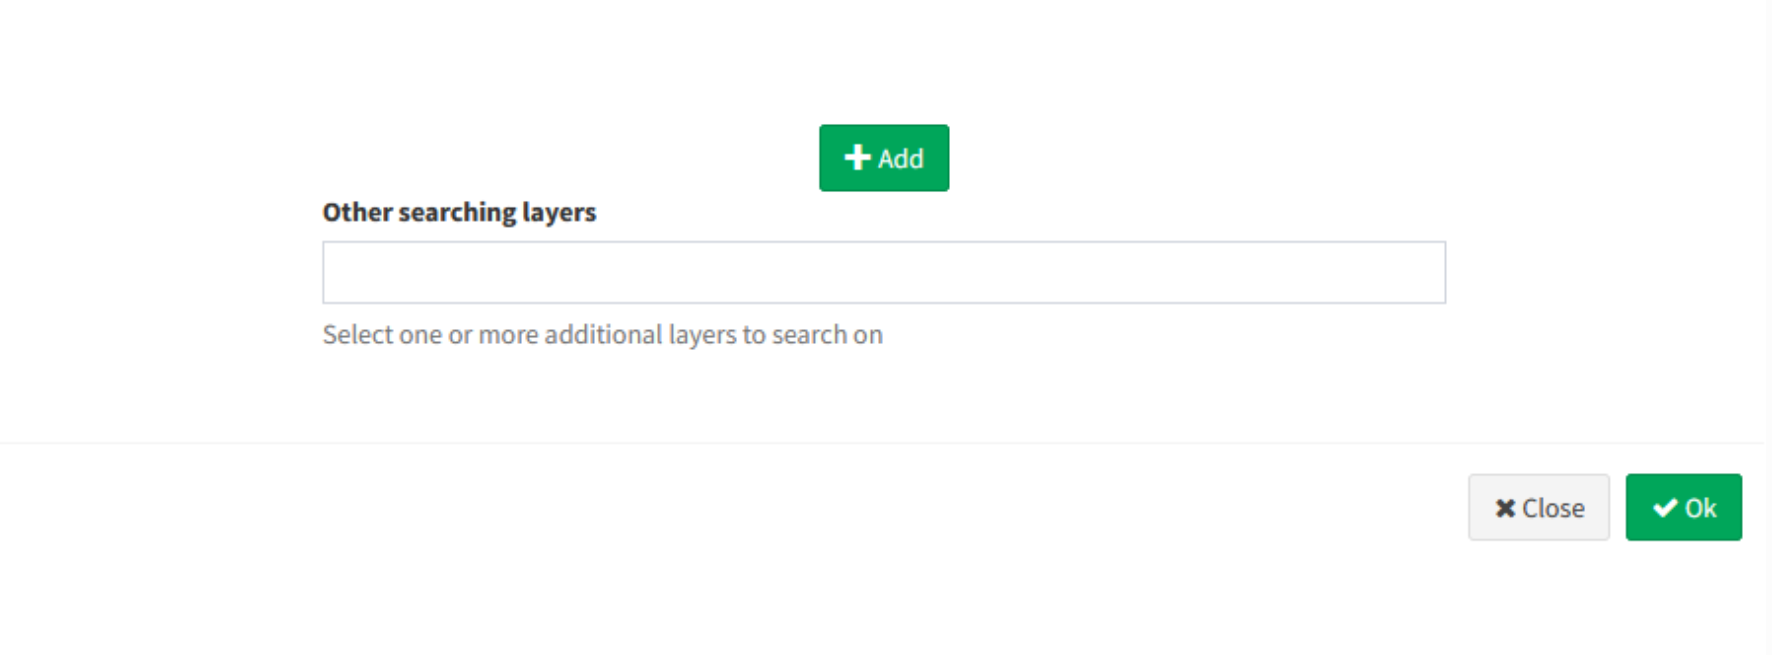 Add
Other searching layers
Select one or more additional layers to search on
Close
Ok